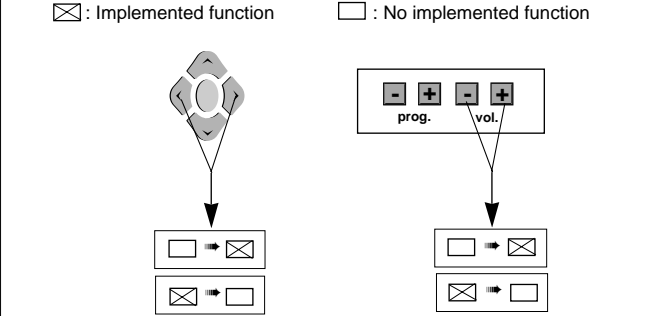 : Implemented function : No implemented function
- + - +
prog. vol.